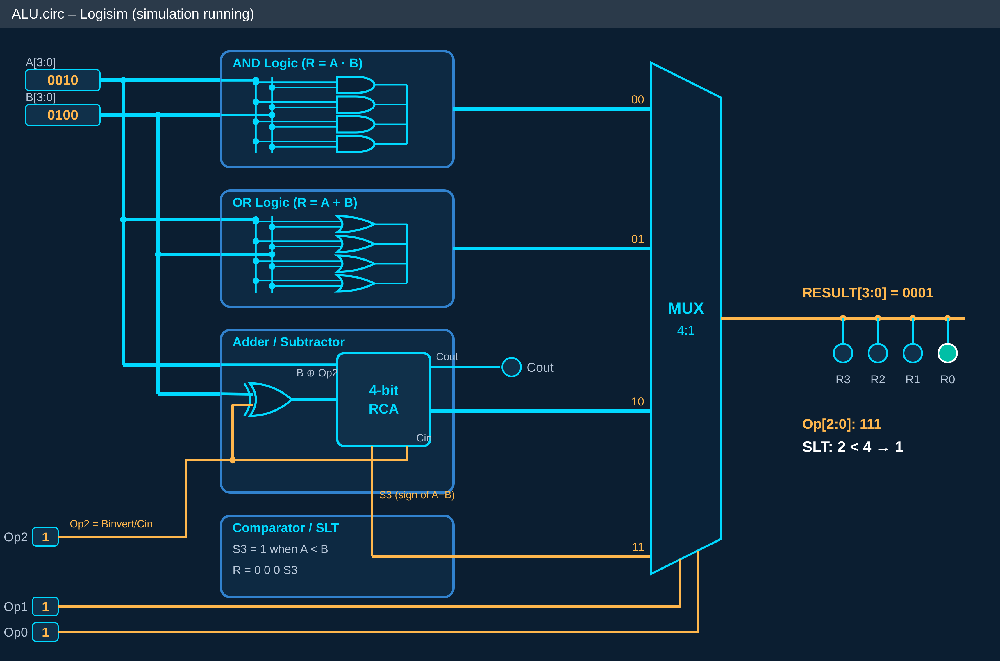 ALU.circ – Logisim (simulation running)
A[3:0]
0010
B[3:0]
0100
AND Logic (R = A · B)
00
OR Logic (R = A + B)
01
MUX
4:1
RESULT[3:0] = 0001
R3 R2 R1 R0
Adder / Subtractor
B ⊕ Op2
4-bit
RCA
Cout
Cout
Cin
10
Op[2:0]: 111
SLT: 2 < 4 → 1
S3 (sign of A−B)
Op2 = Binvert/Cin
Op2 1
Comparator / SLT
S3 = 1 when A < B
R = 0 0 0 S3
11
Op1 1
Op0 1